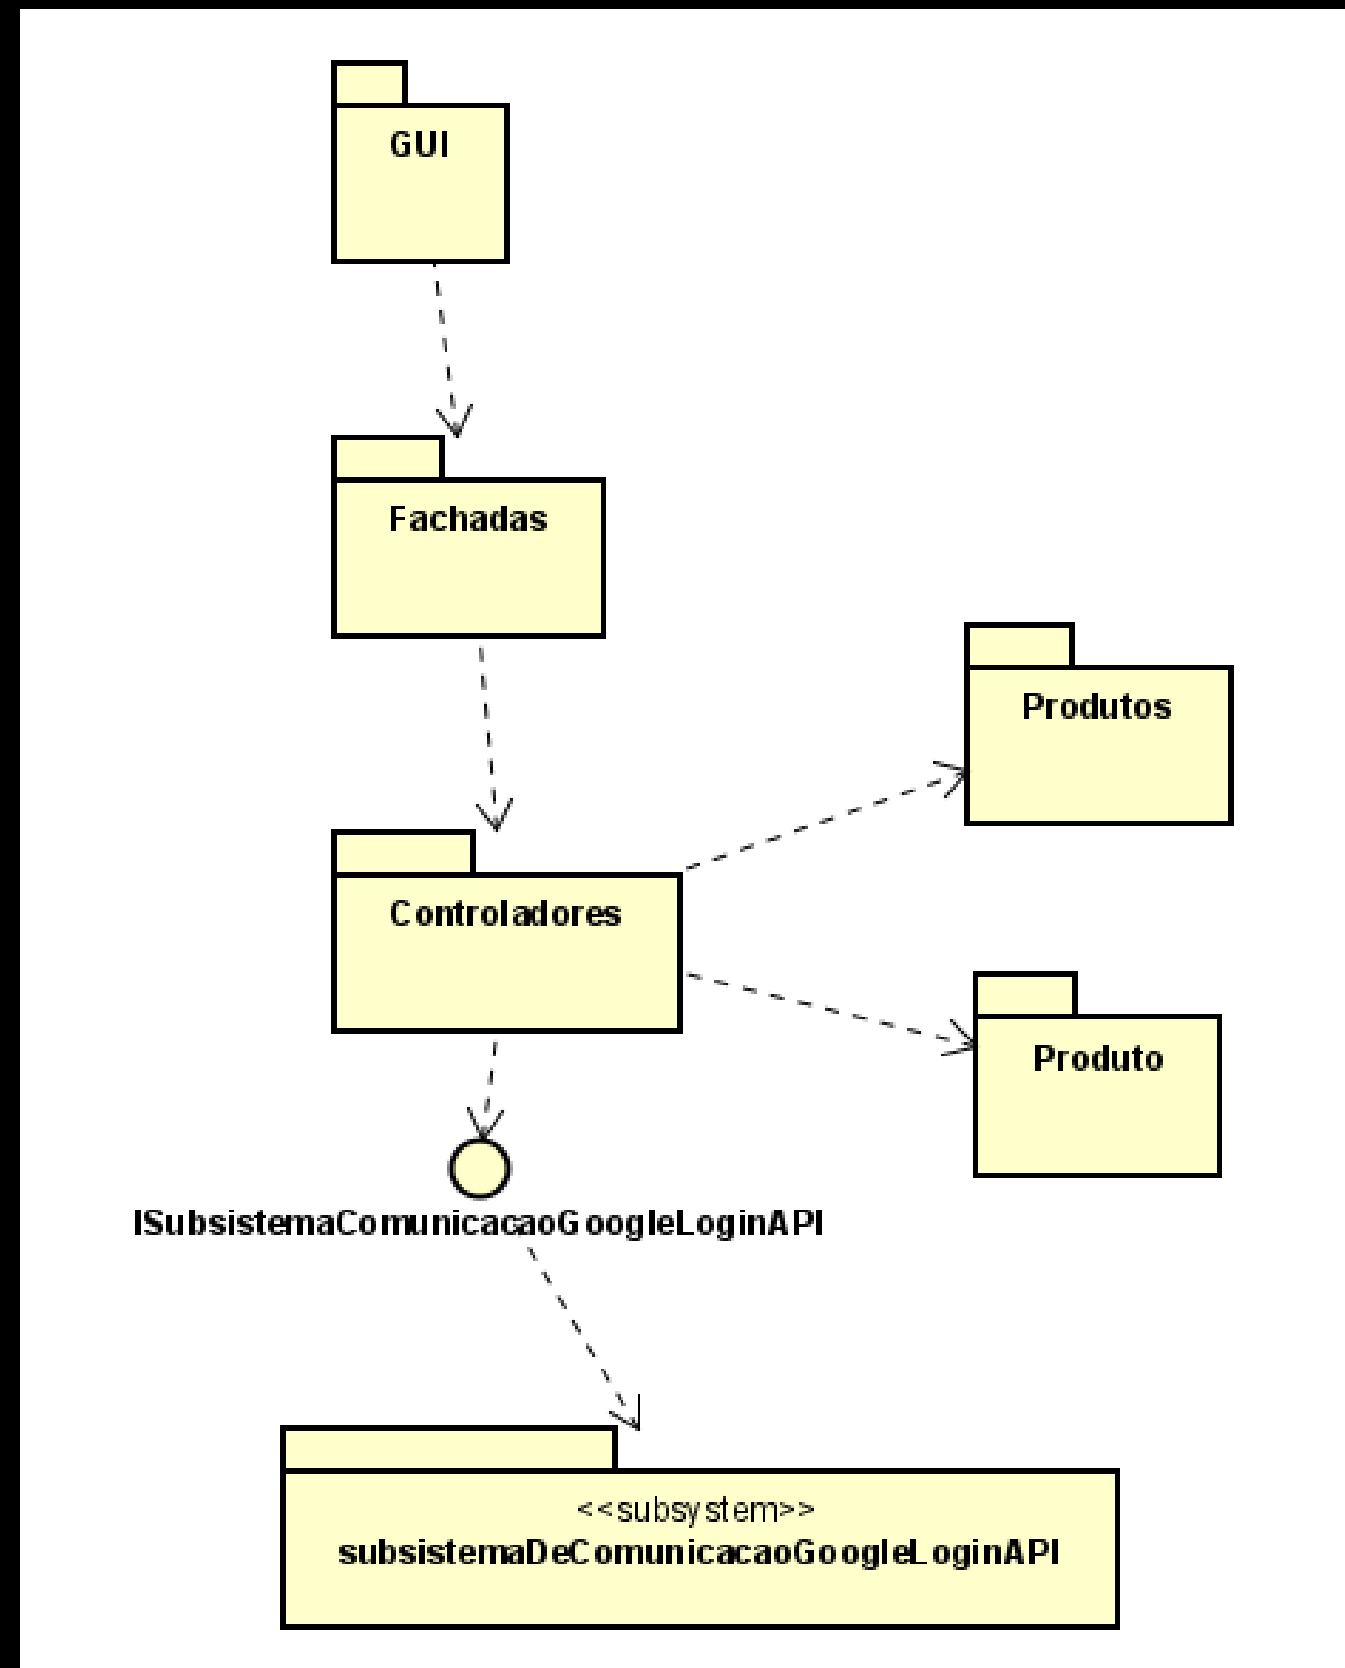 GUI
Fachadas
Produtos
Controladores
Produto
ISubsistemaComunicacaoGoogleLoginAPI
<<subsystem>>
subsistemaDeComunicacaoGoogleLoginAPI